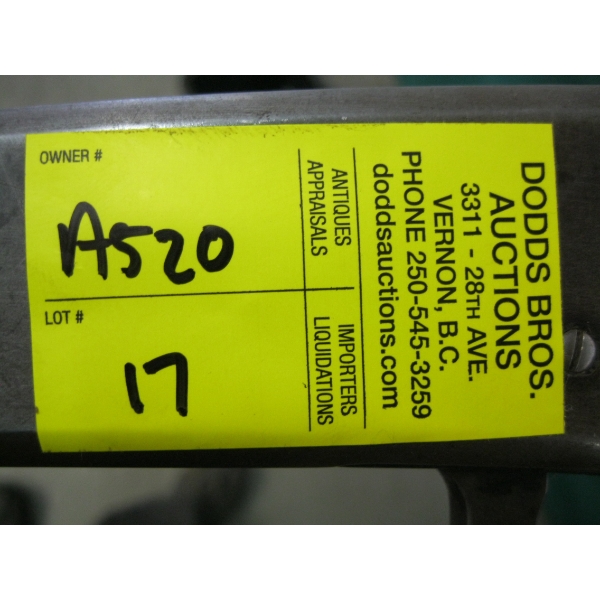 DODDS BROS.
AUCTIONS
3311 - 28TH AVE.
VERNON, B.C.
PHONE 250-545-3259
doddsauctions.com
ANTIQUES
APPRAISALS
IMPORTERS
LIQUIDATIONS
OWNER #
A520
LOT #
17